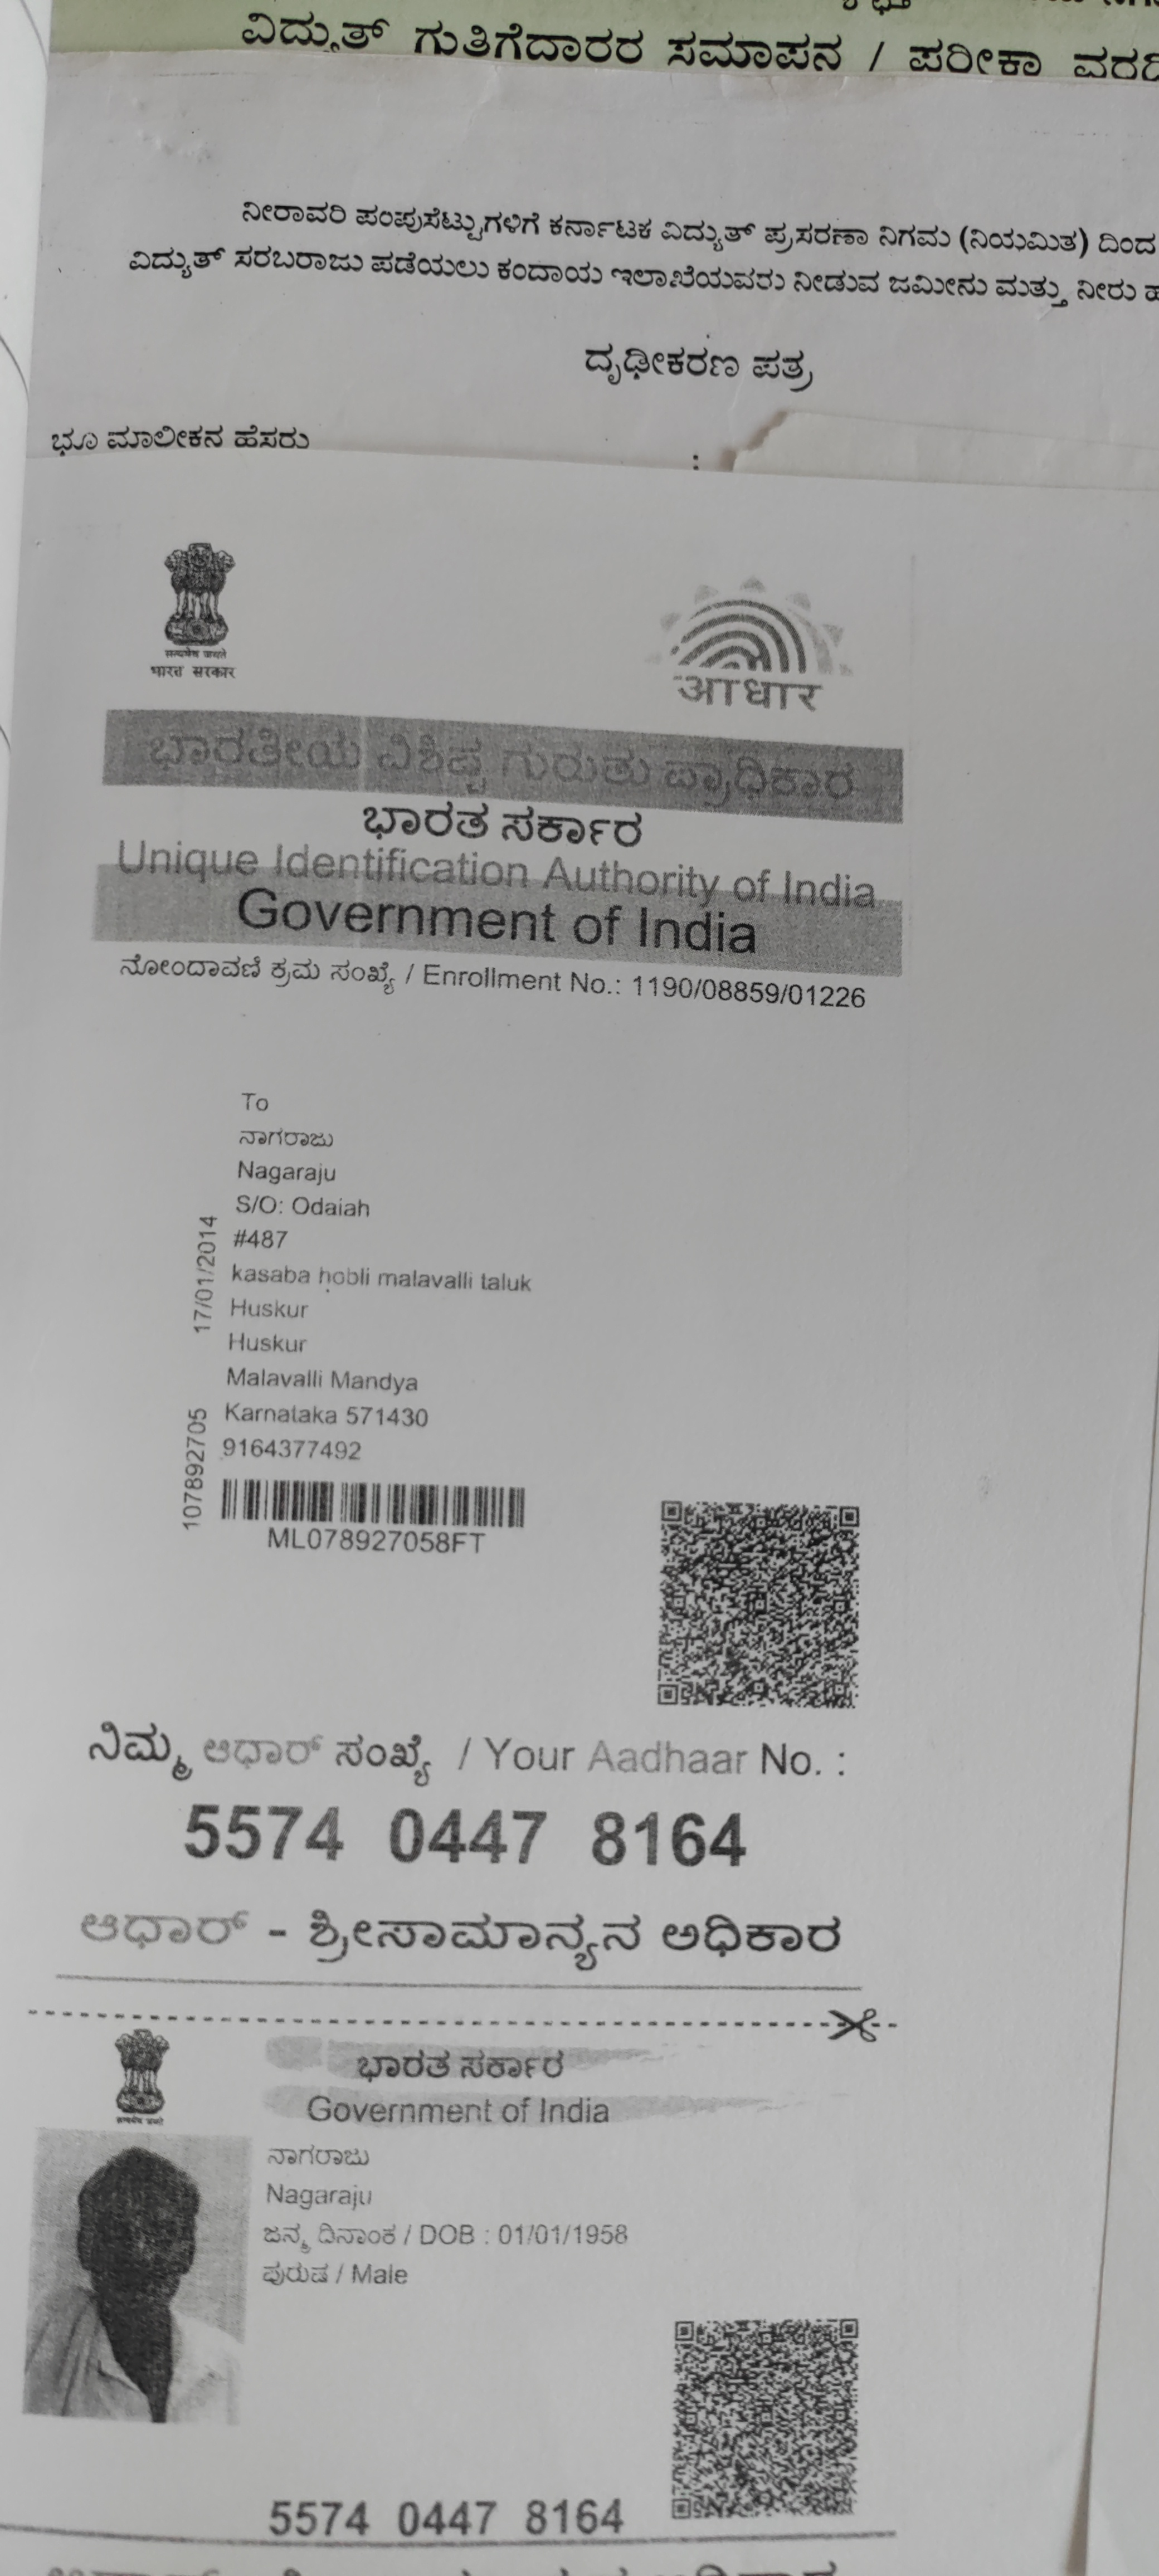 ವಿದ್ಯುತ್ ಗುತಿಗೆದಾರರ ಸಮಾಪನ / ಪರೀಕಾ
ನೀರಾವರಿ ಪಂಪುಸೆಟ್ಟುಗಳಿಗೆ ಕರ್ನಾಟಕ ವಿದ್ಯುತ್ ಪ್ರಸರಣಾ ನಿಗಮ (ನಿಯಮಿತ) ದಿಂದ
ವಿದ್ಯುತ್ ಸರಬರಾಜು ಪಡೆಯಲು ಕಂದಾಯ ಇಲಾಖೆಯವರು ನೀಡುವ ಜಮೀನು ಮತ್ತು ನೀರು
ದೃಢೀಕರಣ ಪತ್ರ
ಭೂ ಮಾಲೀಕನ ಹೆಸರು :
सत्यमेव जयते
भारत सरकार
आधार
ಭಾರತೀಯ ವಿಶಿಷ್ಟ ಗುರುತು ಪ್ರಾಧಿಕಾರ
ಭಾರತ ಸರ್ಕಾರ
Unique Identification Authority of India
Government of India
ನೋಂದಾವಣಿ ಕ್ರಮ ಸಂಖ್ಯೆ / Enrollment No.: 1190/08859/01226
To
ನಾಗರಾಜು
Nagaraju
S/O: Odaiah
#487
kasaba hobli malavalli taluk
Huskur
Huskur
Malavalli Mandya
Karnataka 571430
9164377492
17/01/2014
107892705
ML078927058FT
ನಿಮ್ಮ ಆಧಾರ್ ಸಂಖ್ಯೆ / Your Aadhaar No. :
5574 0447 8164
ಆಧಾರ್ - ಶ್ರೀಸಾಮಾನ್ಯನ ಅಧಿಕಾರ
ಭಾರತ ಸರ್ಕಾರ
Government of India
ನಾಗರಾಜು
Nagaraju
ಜನ್ಮ ದಿನಾಂಕ / DOB : 01/01/1958
ಪುರುಷ / Male
5574 0447 8164